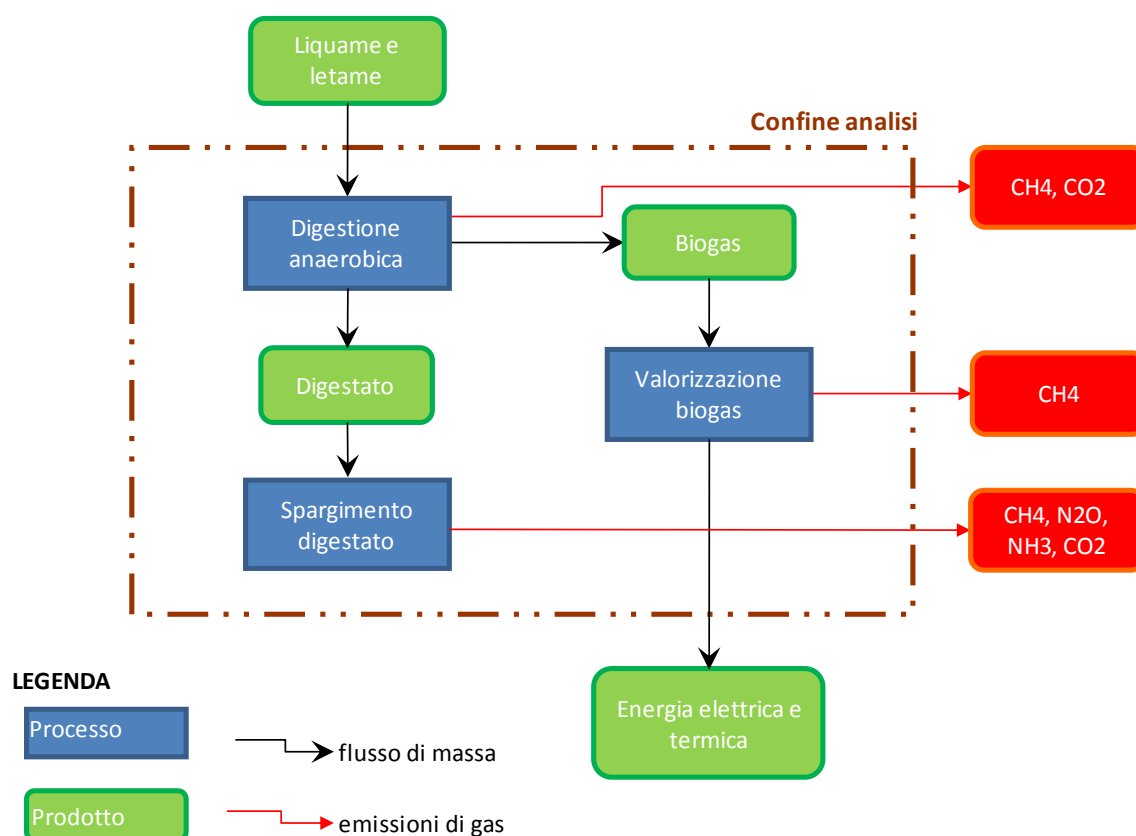 Liquame e
letame
Confine analisi
CH4, CO2
Digestione
anaerobica
Biogas
Digestato
Valorizzazione
biogas
CH4
Spargimento
digestato
CH4, N2O,
NH3, CO2
Energia elettrica e
termica
LEGENDA
Processo
flusso di massa
Prodotto
emissioni di gas